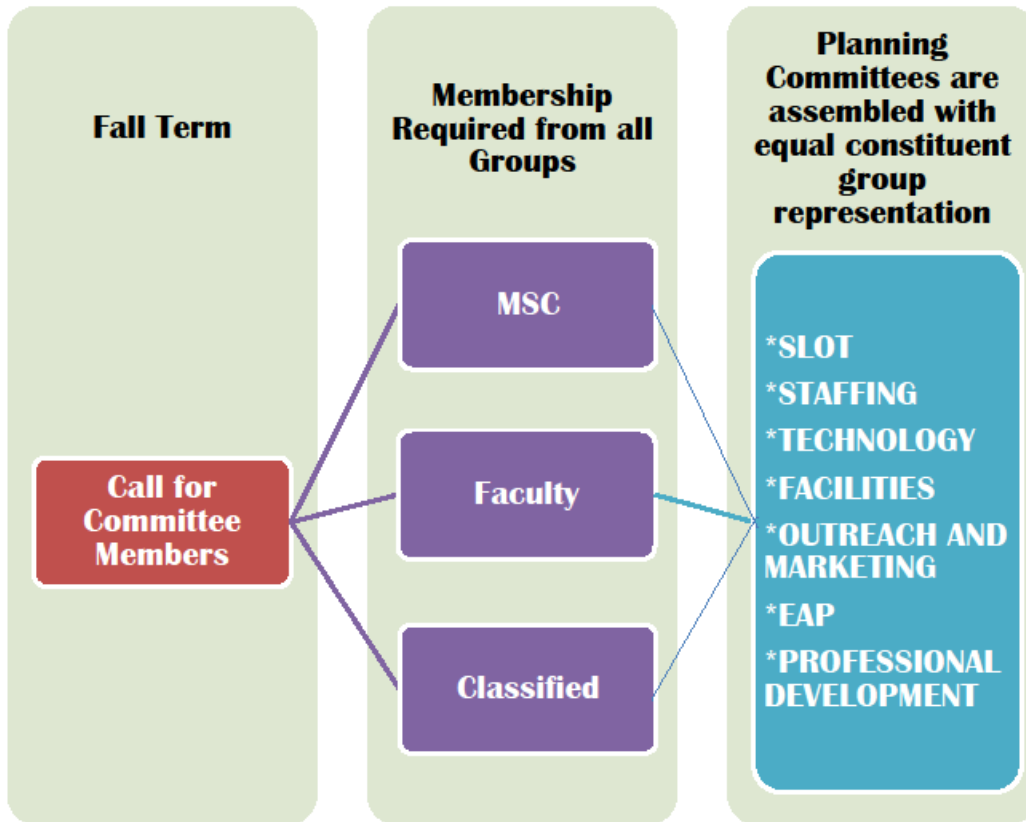 Fall Term
Call for
Committee
Members
Membership
Required from all
Groups
MSC
Faculty
Classified
Planning
Committees are
assembled with
equal constituent
group
representation
*SLOT
*STAFFING
*TECHNOLOGY
*FACILITIES
*OUTREACH AND
MARKETING
*EAP
*PROFESSIONAL
DEVELOPMENT